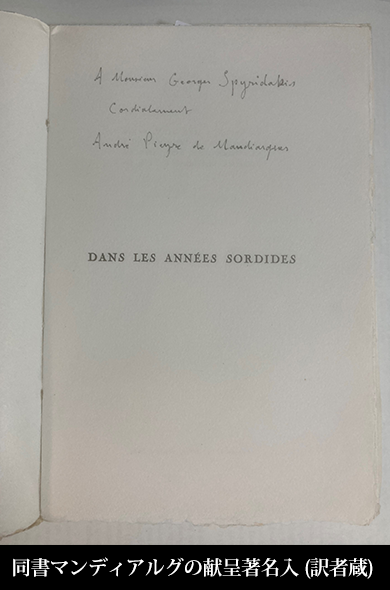 A Monsieur Georges Spyridakis
Cordialement
André Pieyre de Mandiargues
DANS LES ANNÉES SORDIDES
同書マンディアルグの献呈著名入 (訳者蔵)